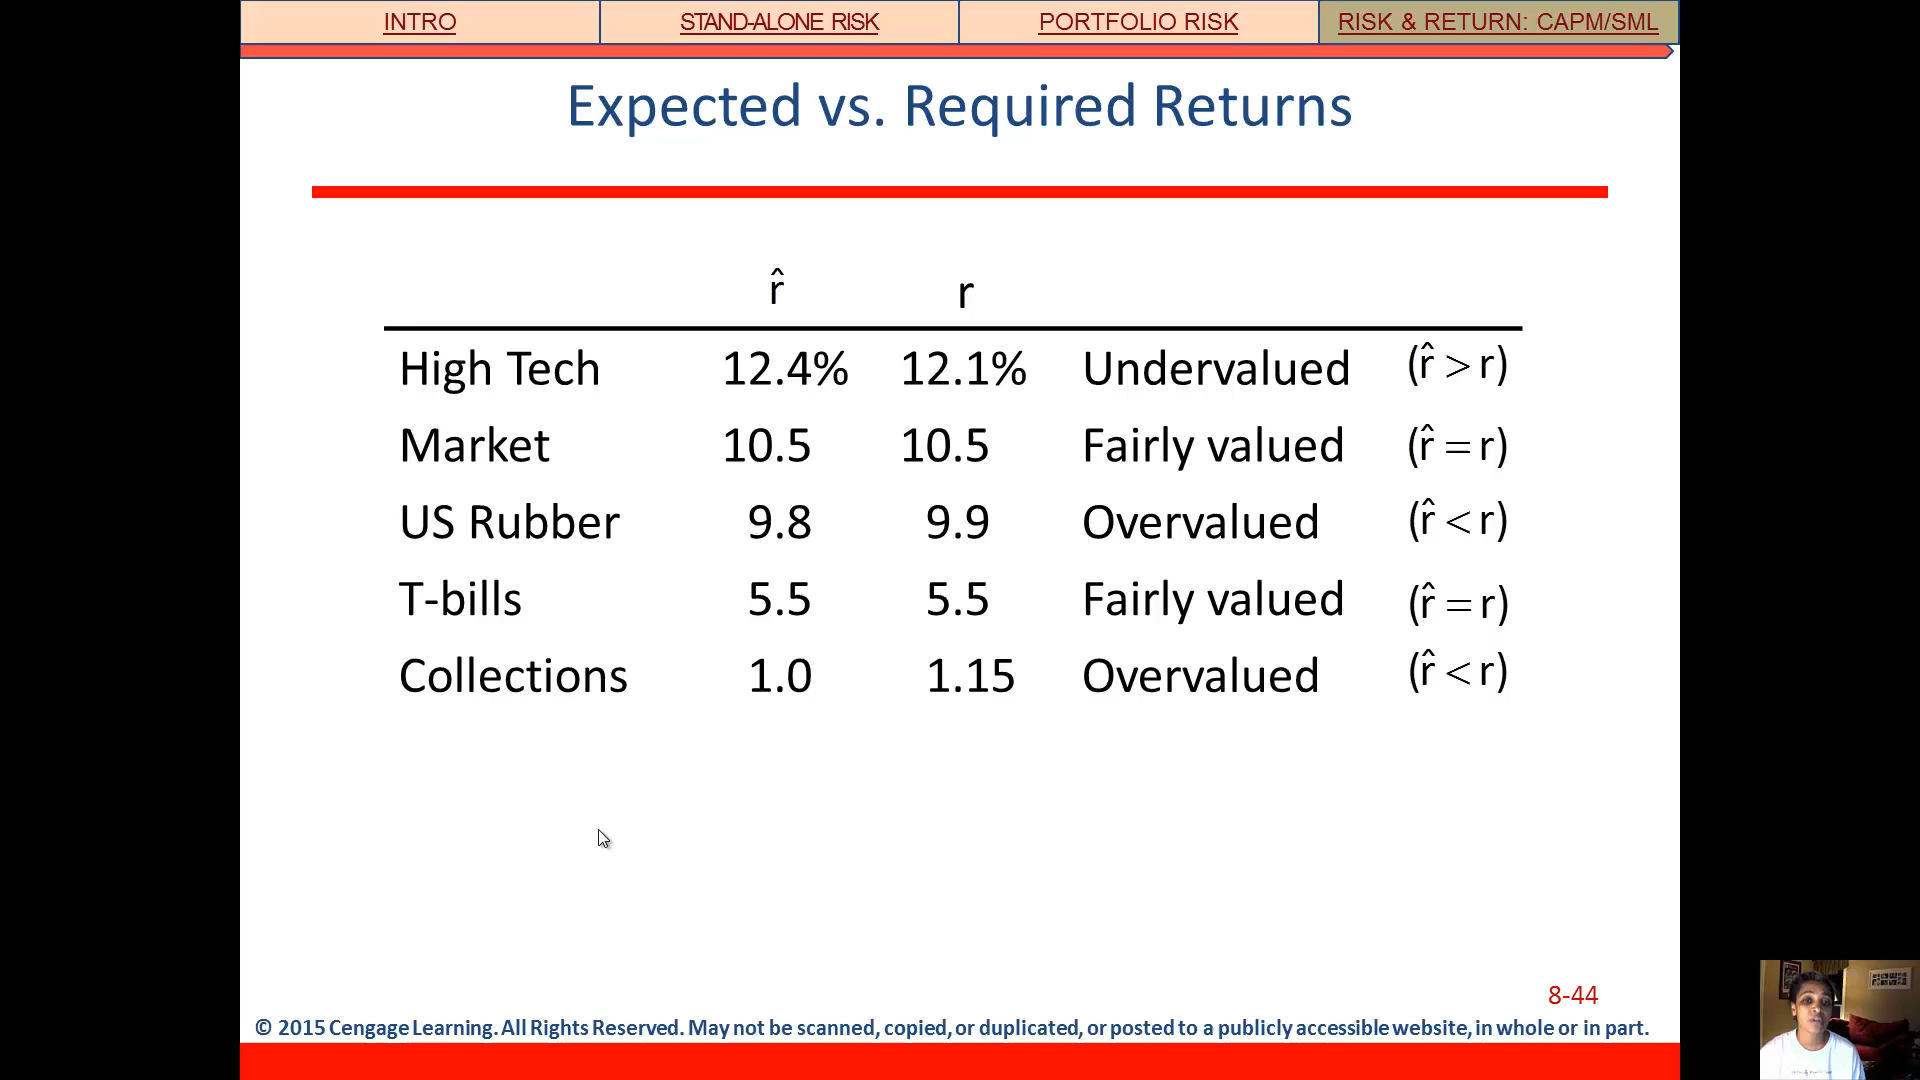 INTRO STAND-ALONE RISK PORTFOLIO RISK RISK & RETURN: CAPM/SML
Expected vs. Required Returns
r̂ r
High Tech 12.4% 12.1% Undervalued (r̂ > r)
Market 10.5 10.5 Fairly valued (r̂ = r)
US Rubber 9.8 9.9 Overvalued (r̂ < r)
T-bills 5.5 5.5 Fairly valued (r̂ = r)
Collections 1.0 1.15 Overvalued (r̂ < r)
8-44
© 2015 Cengage Learning. All Rights Reserved. May not be scanned, copied, or duplicated, or posted to a publicly accessible website, in whole or in part.